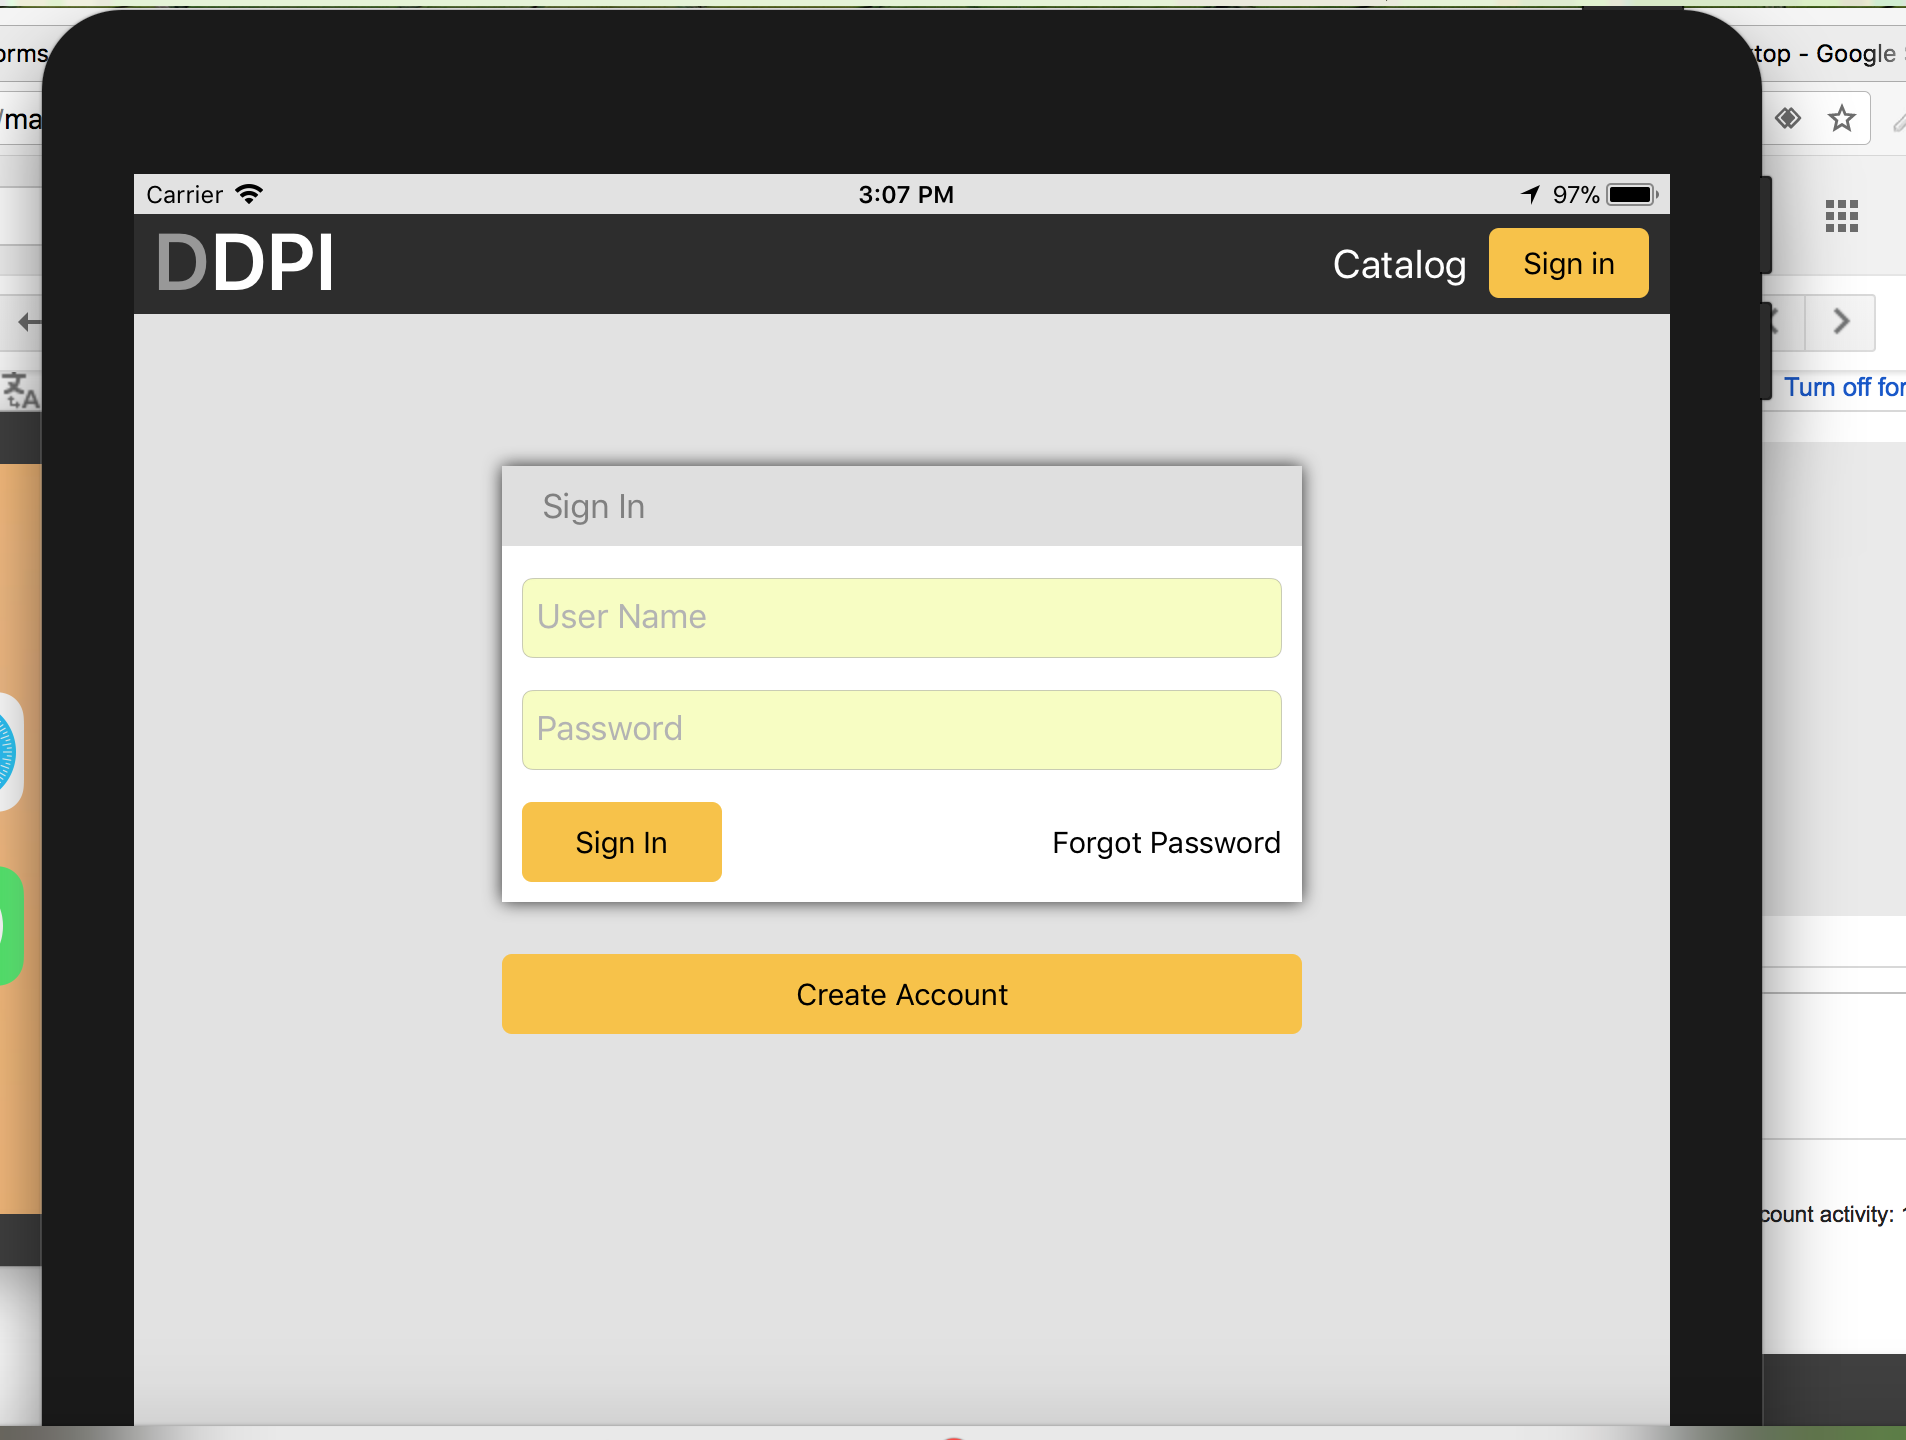 orms
top - Google
/ma
Carrier 3:07 PM 97%
DDPI Catalog Sign in
Turn off for
Sign In
User Name
Password
Sign In Forgot Password
Create Account
count activity: 1